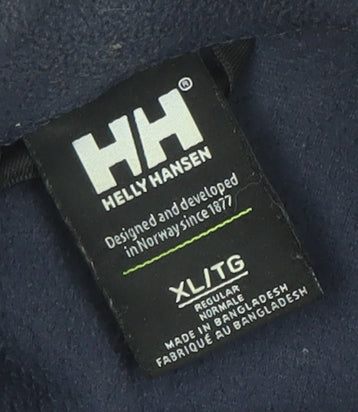 HH®
HELLY HANSEN
Designed and developed
in Norway since 1877
XL/TG
REGULAR
NORMALE
MADE IN BANGLADESH
FABRIQUÉ AU BANGLADESH